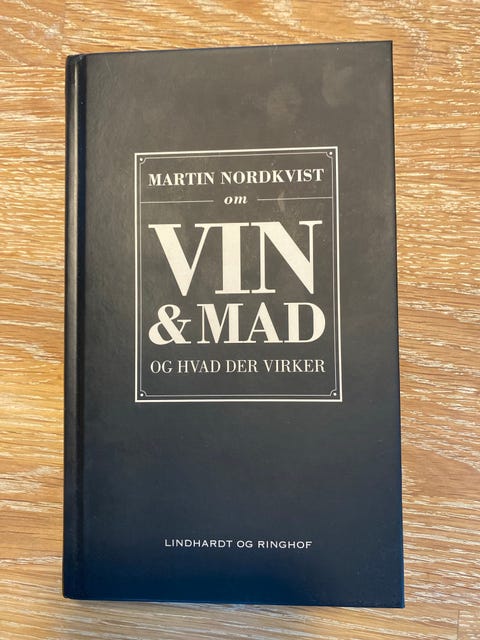 MARTIN NORDKVIST
om
VIN
& MAD
OG HVAD DER VIRKER
LINDHARDT OG RINGHOF